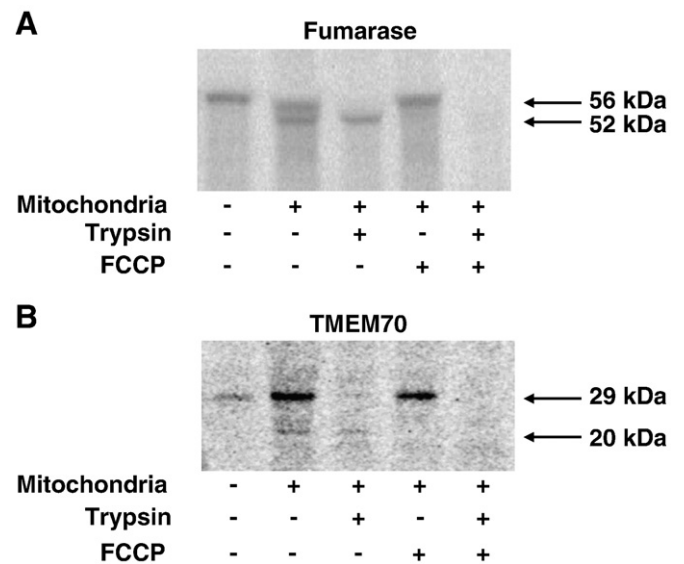 A
Fumarase
56 kDa
52 kDa
Mitochondria - + + + +
Trypsin - - + - +
FCCP - - - + +
B
TMEM70
29 kDa
20 kDa
Mitochondria - + + + +
Trypsin - - + - +
FCCP - - - + +